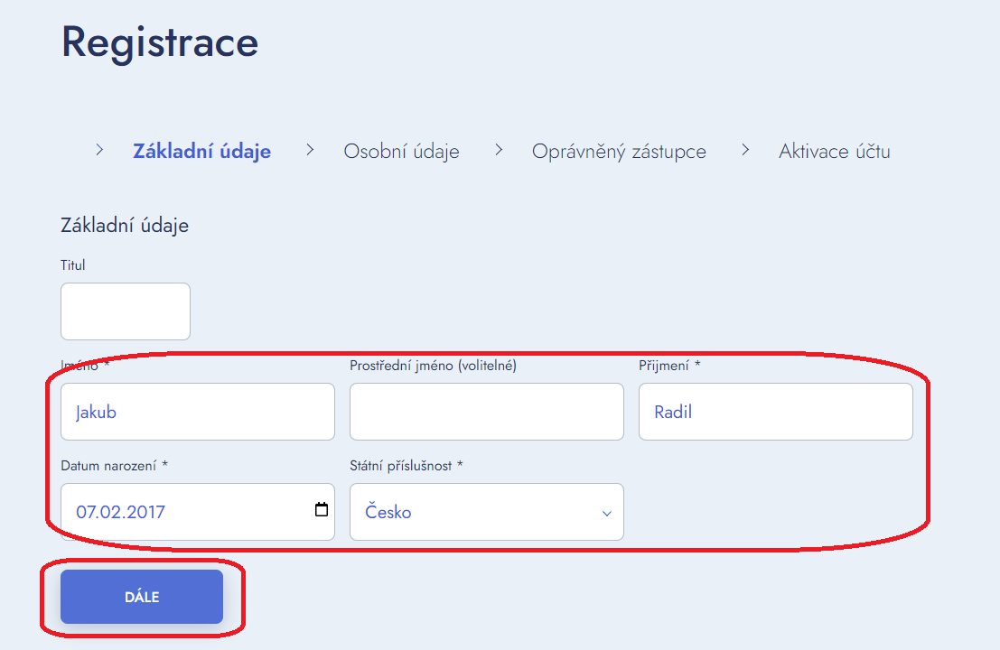 Registrace
Základní údaje Osobní údaje Oprávněný zástupce Aktivace účtu
Základní údaje
Titul
Jméno * Prostřední jméno (volitelné) Přijmení *
Jakub Radil
Datum narození * Státní příslušnost *
07.02.2017 Česko
DÁLE